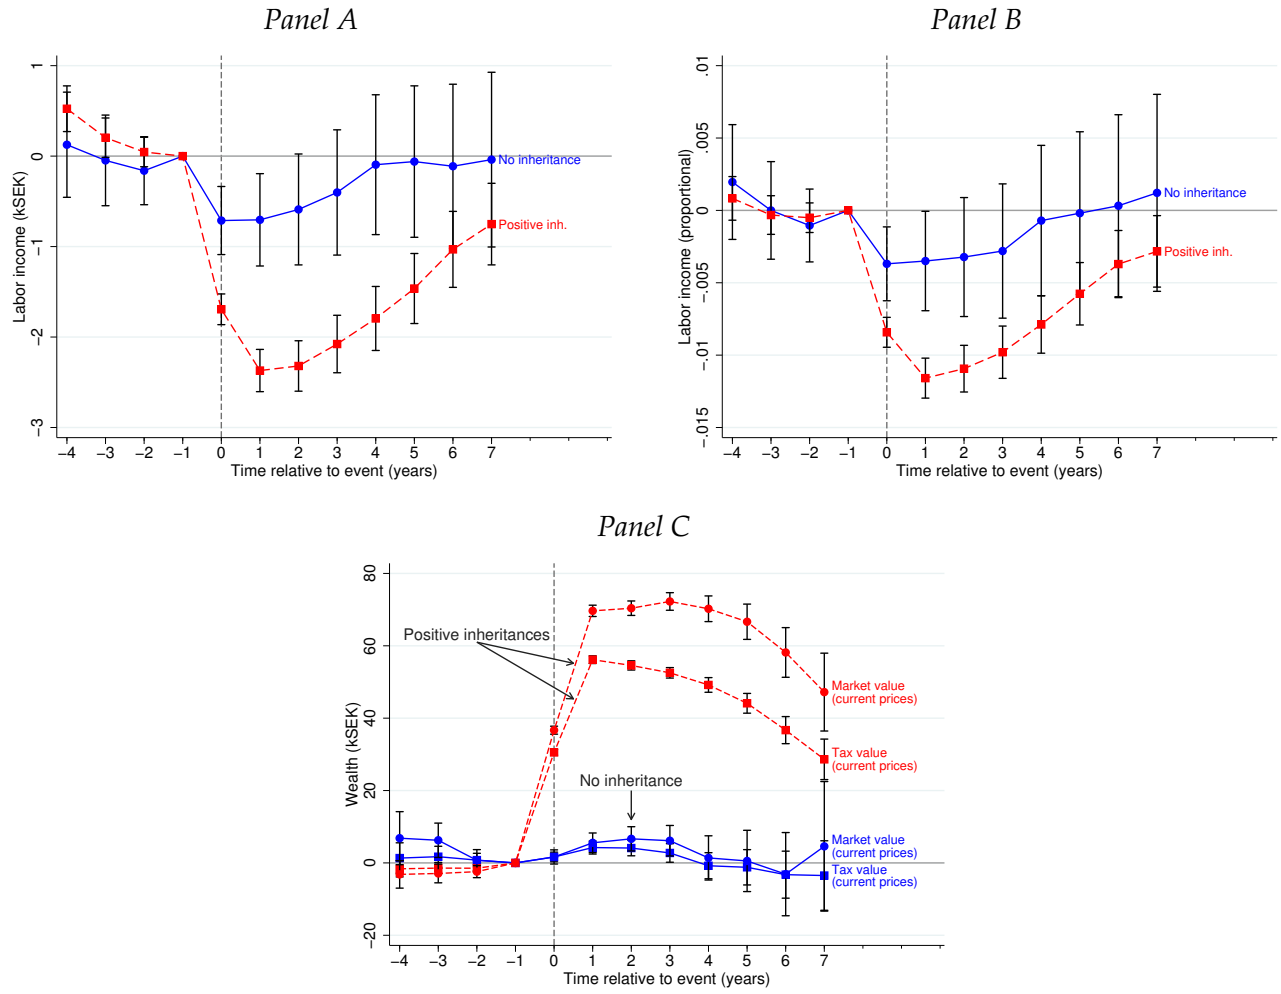 Panel A
Labor income (kSEK)
1
0
−1
−2
−3
No inheritance
Positive inh.
−4 −3 −2 −1 0 1 2 3 4 5 6 7
Time relative to event (years)
Panel B
Labor income (proportional)
.01
.005
0
−.005
−.01
−.015
No inheritance
Positive inh.
−4 −3 −2 −1 0 1 2 3 4 5 6 7
Time relative to event (years)
Panel C
Wealth (kSEK)
80
60
40
20
0
−20
Positive inheritances
No inheritance
Market value
(current prices)
Tax value
(current prices)
Market value
(current prices)
Tax value
(current prices)
−4 −3 −2 −1 0 1 2 3 4 5 6 7
Time relative to event (years)